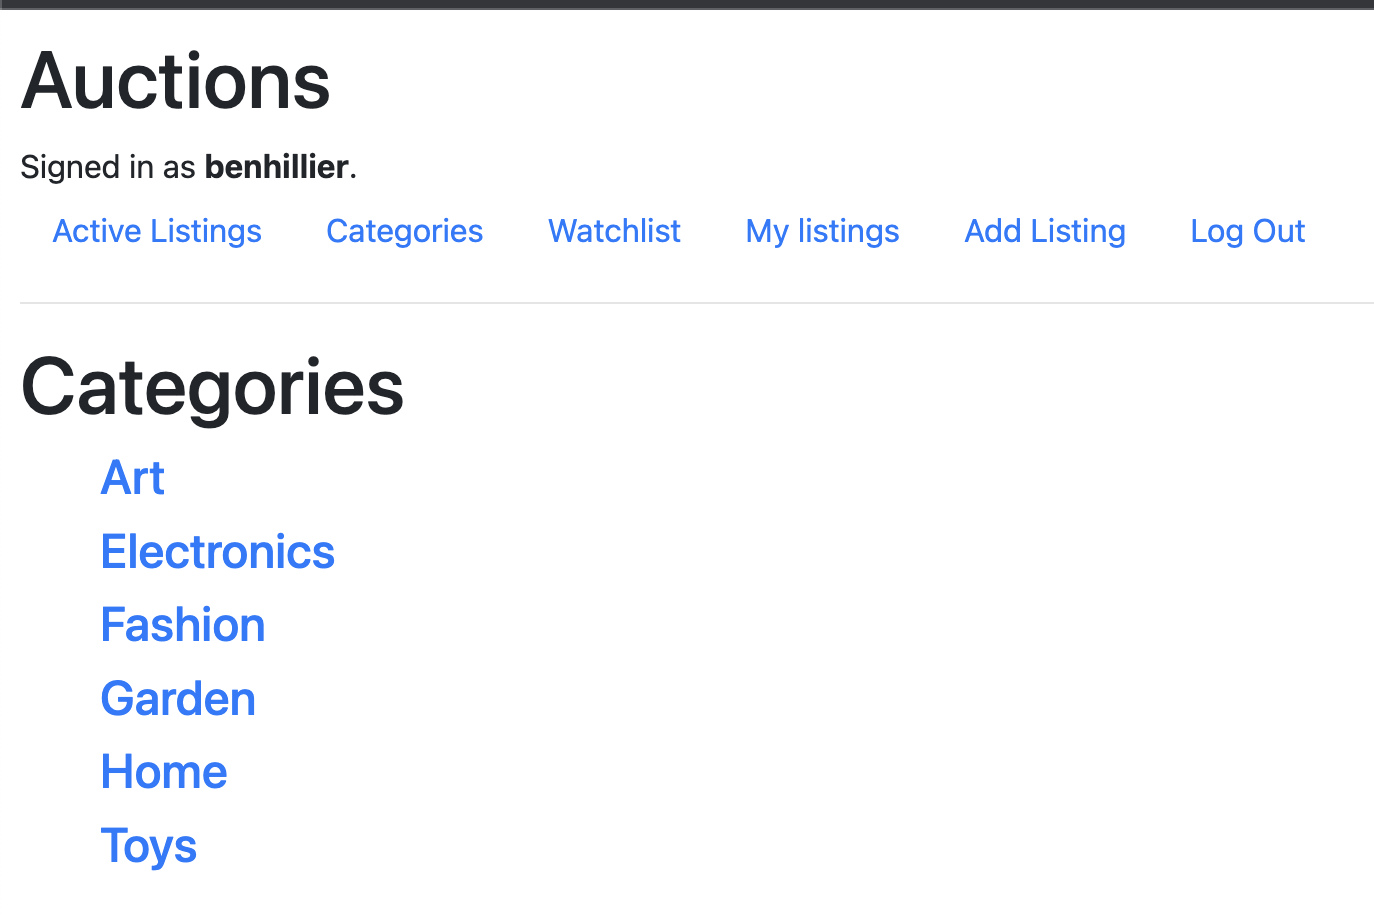 Auctions
Signed in as benhillier.
Active Listings Categories Watchlist My listings Add Listing Log Out
Categories
Art
Electronics
Fashion
Garden
Home
Toys